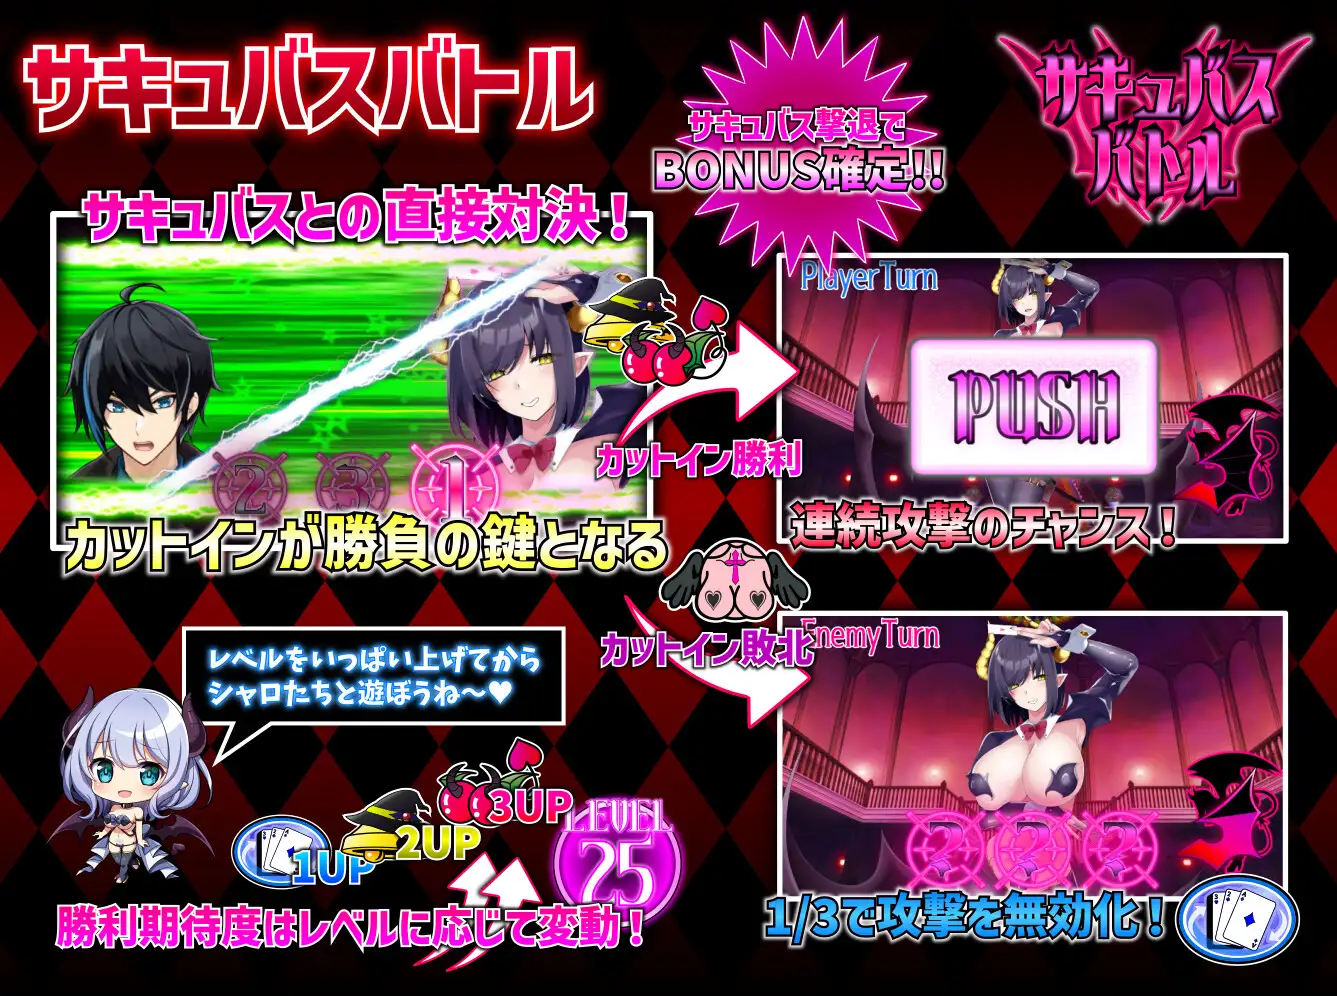 サキュバスバトル
サキュバス撃退で
BONUS確定!!
サキュバス
バトル
サキュバスとの直接対決！
2 3 1
カットインが勝負の鍵となる
カットイン勝利
PlayerTurn
PUSH
連続攻撃のチャンス！
カットイン敗北
EnemyTurn
2 2 2
1/3で攻撃を無効化！
レベルをいっぱい上げてから
シャロたちと遊ぼうね～♥
1UP
2UP
3UP
LEVEL
25
勝利期待度はレベルに応じて変動！